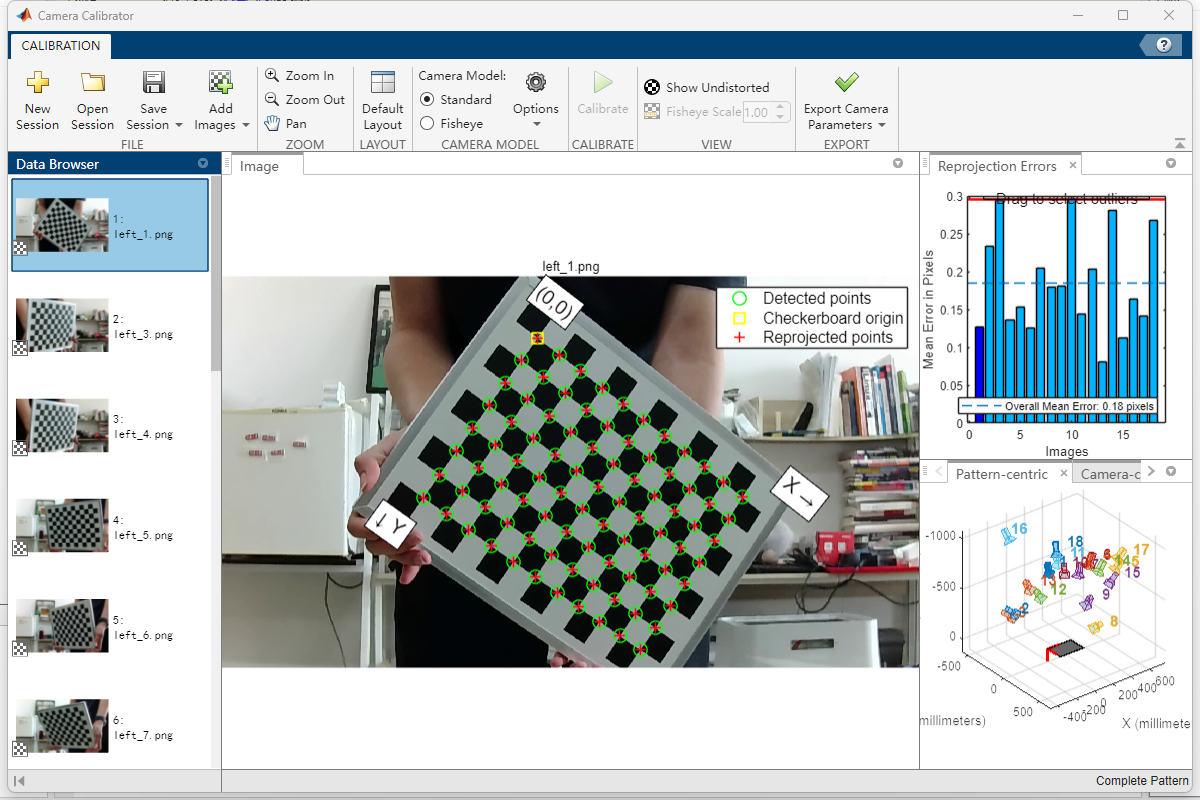 Camera Calibrator
CALIBRATION
?
New Session
Open Session
Save Session
Add Images
FILE
Zoom In
Zoom Out
Pan
ZOOM
Default Layout
LAYOUT
Camera Model:
Standard
Fisheye
Options
CAMERA MODEL
Calibrate
CALIBRATE
Show Undistorted
Fisheye Scale 1.00
VIEW
Export Camera Parameters
EXPORT
Data Browser
1:
left_1.png
2:
left_3.png
3:
left_4.png
4:
left_5.png
5:
left_6.png
6:
left_7.png
Image
left_1.png
(0,0)
X →
↓ Y
Detected points
Checkerboard origin
Reprojected points
Reprojection Errors
Drag to select outliers
Mean Error in Pixels
0.3
0.25
0.2
0.15
0.1
0.05
0
Overall Mean Error: 0.18 pixels
0 5 10 15
Images
Pattern-centric
Camera-c
-1000
-500
0
16
18
11
17
15
12
9
8
2
-500
0
500
-400
-200
0
200
400
600
millimeters)
X (millimete
Complete Pattern